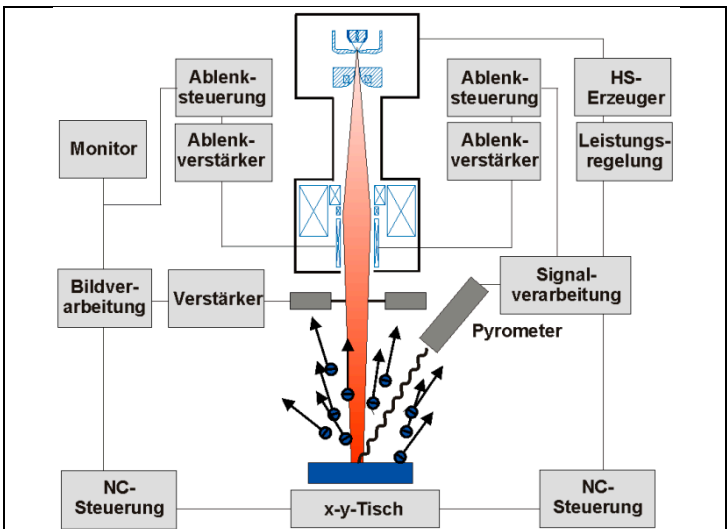 Ablenk-
steuerung
Ablenk-
steuerung
HS-
Erzeuger
Monitor
Ablenk-
verstärker
Ablenk-
verstärker
Leistungs-
regelung
Bildver-
arbeitung
Verstärker
Signal-
verarbeitung
Pyrometer
NC-
Steuerung
x-y-Tisch
NC-
Steuerung